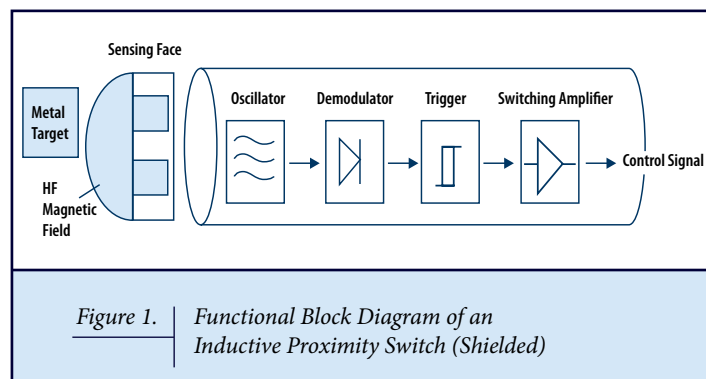 Sensing Face
Metal
Target
HF
Magnetic
Field
Oscillator
Demodulator
Trigger
Switching Amplifier
Control Signal
Figure 1.
Functional Block Diagram of an
Inductive Proximity Switch (Shielded)